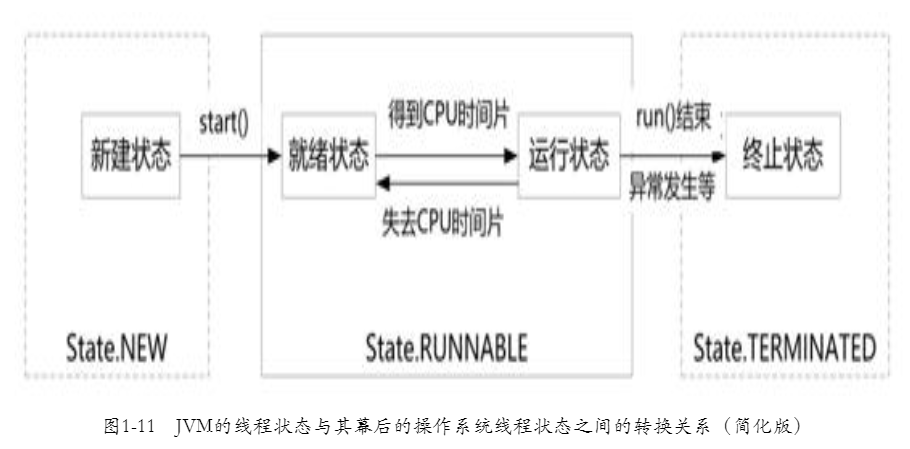 新建状态
start()
就绪状态
得到CPU时间片
失去CPU时间片
运行状态
run()结束
异常发生等
终止状态
State.NEW
State.RUNNABLE
State.TERMINATED
图1-11 JVM的线程状态与其幕后的操作系统线程状态之间的转换关系（简化版）